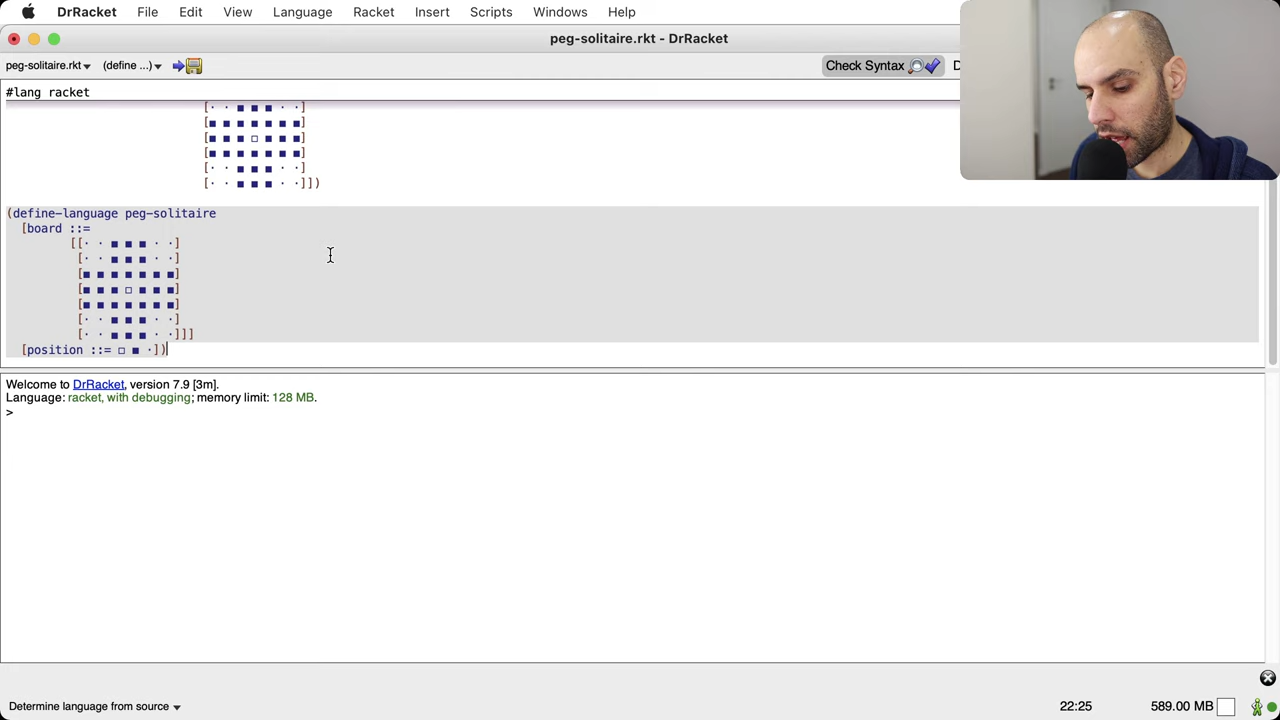 DrRacket File Edit View Language Racket Insert Scripts Windows Help
peg-solitaire.rkt - DrRacket
peg-solitaire.rkt (define ...) Check Syntax D
#lang racket
[· · ■ ■ ■ · ·]
[■ ■ ■ ■ ■ ■ ■]
[■ ■ ■ □ ■ ■ ■]
[■ ■ ■ ■ ■ ■ ■]
[· · ■ ■ ■ · ·]
[· · ■ ■ ■ · ·]])
(define-language peg-solitaire
[board ::=
[[· · ■ ■ ■ · ·]
[· · ■ ■ ■ · ·]
[■ ■ ■ ■ ■ ■ ■]
[■ ■ ■ □ ■ ■ ■]
[■ ■ ■ ■ ■ ■ ■]
[· · ■ ■ ■ · ·]
[· · ■ ■ ■ · ·]]]
[position ::= □ ■ ·])
Welcome to DrRacket, version 7.9 [3m].
Language: racket, with debugging; memory limit: 128 MB.
>
Determine language from source 22:25 589.00 MB